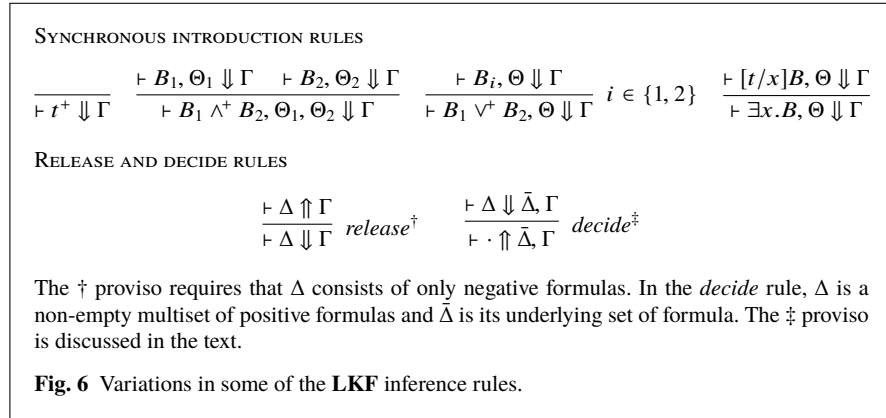 SYNCHRONOUS INTRODUCTION RULES
⊢ B₁, Θ₁ ⇓ Γ ⊢ B₂, Θ₂ ⇓ Γ ⊢ Bᵢ, Θ ⇓ Γ ⊢ [t/x]B, Θ ⇓ Γ
⊢ t⁺ ⇓ Γ ⊢ B₁ ∧⁺ B₂, Θ₁, Θ₂ ⇓ Γ ⊢ B₁ ∨⁺ B₂, Θ ⇓ Γ i ∈ {1, 2} ⊢ ∃x.B, Θ ⇓ Γ
RELEASE AND DECIDE RULES
⊢ Δ ⇑ Γ ⊢ Δ ⇓ Δ̄, Γ
⊢ Δ ⇓ Γ release† ⊢ · ⇑ Δ̄, Γ decide‡
The † proviso requires that Δ consists of only negative formulas. In the decide rule, Δ is a
non-empty multiset of positive formulas and Δ̄ is its underlying set of formula. The ‡ proviso
is discussed in the text.
Fig. 6 Variations in some of the LKF inference rules.